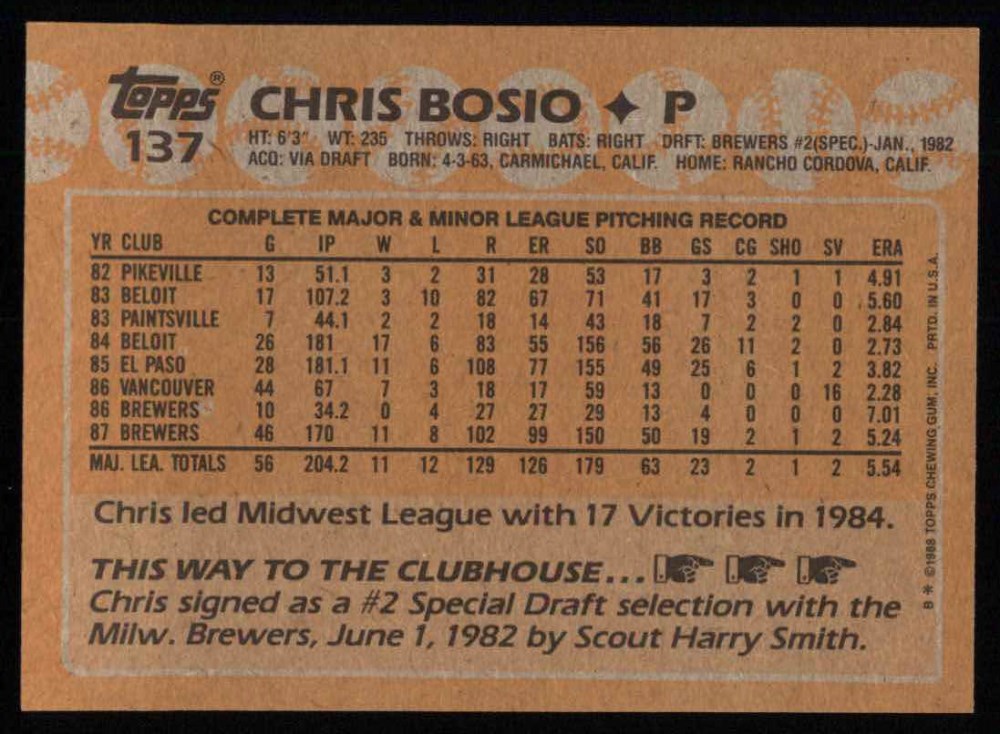 topps® CHRIS BOSIO ✦ P
137
HT: 6'3" WT: 235 THROWS: RIGHT BATS: RIGHT DRFT: BREWERS #2(SPEC.)-JAN., 1982
ACQ: VIA DRAFT BORN: 4-3-63, CARMICHAEL, CALIF. HOME: RANCHO CORDOVA, CALIF.
COMPLETE MAJOR & MINOR LEAGUE PITCHING RECORD
YR CLUB G IP W L R ER SO BB GS CG SHO SV ERA
82 PIKEVILLE 13 51.1 3 2 31 28 53 17 3 2 1 1 4.91
83 BELOIT 17 107.2 3 10 82 67 71 41 17 3 0 0 5.60
83 PAINTSVILLE 7 44.1 2 2 18 14 43 18 7 2 2 0 2.84
84 BELOIT 26 181 17 6 83 55 156 56 26 11 2 0 2.73
85 EL PASO 28 181.1 11 6 108 77 155 49 25 6 1 2 3.82
86 VANCOUVER 44 67 7 3 18 17 59 13 0 0 0 16 2.28
86 BREWERS 10 34.2 0 4 27 27 29 13 4 0 0 0 7.01
87 BREWERS 46 170 11 8 102 99 150 50 19 2 1 2 5.24
MAJ. LEA. TOTALS 56 204.2 11 12 129 126 179 63 23 2 1 2 5.54
Chris led Midwest League with 17 Victories in 1984.
THIS WAY TO THE CLUBHOUSE...
Chris signed as a #2 Special Draft selection with the
Milw. Brewers, June 1, 1982 by Scout Harry Smith.
B* ©1988 TOPPS CHEWING GUM, INC. PRTD. IN U.S.A.